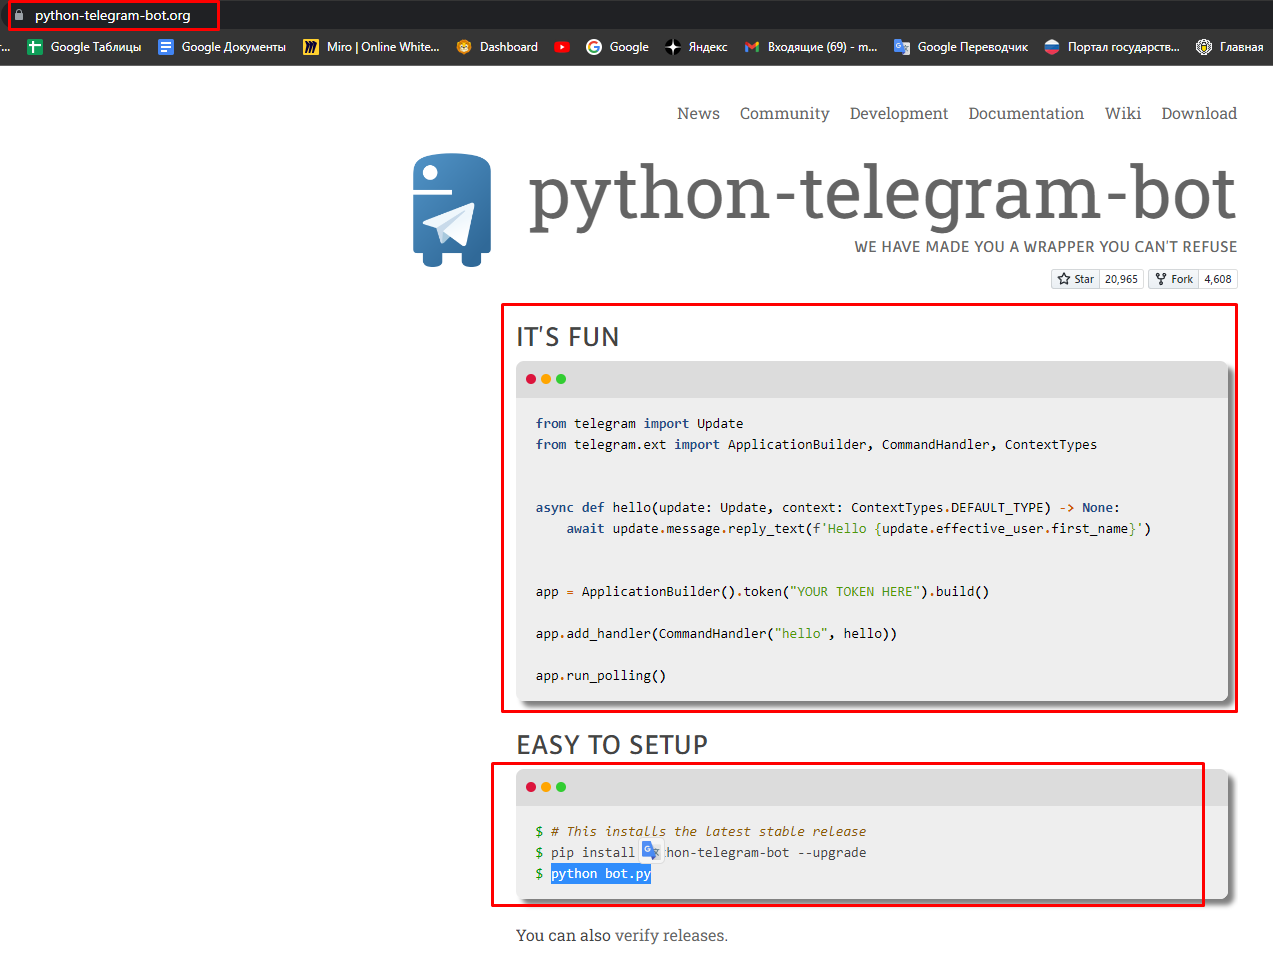 python-telegram-bot.org
Google Таблицы Google Документы Miro | Online White... Dashboard Google Яндекс Входящие (69) - m... Google Переводчик Портал государств... Главная
News Community Development Documentation Wiki Download
python-telegram-bot
WE HAVE MADE YOU A WRAPPER YOU CAN'T REFUSE
Star 20,965 Fork 4,608
IT'S FUN
from telegram import Update
from telegram.ext import ApplicationBuilder, CommandHandler, ContextTypes
async def hello(update: Update, context: ContextTypes.DEFAULT_TYPE) -> None:
    await update.message.reply_text(f'Hello {update.effective_user.first_name}')
app = ApplicationBuilder().token("YOUR TOKEN HERE").build()
app.add_handler(CommandHandler("hello", hello))
app.run_polling()
EASY TO SETUP
$ # This installs the latest stable release
$ pip install hon-telegram-bot --upgrade
$ python bot.py
You can also verify releases.